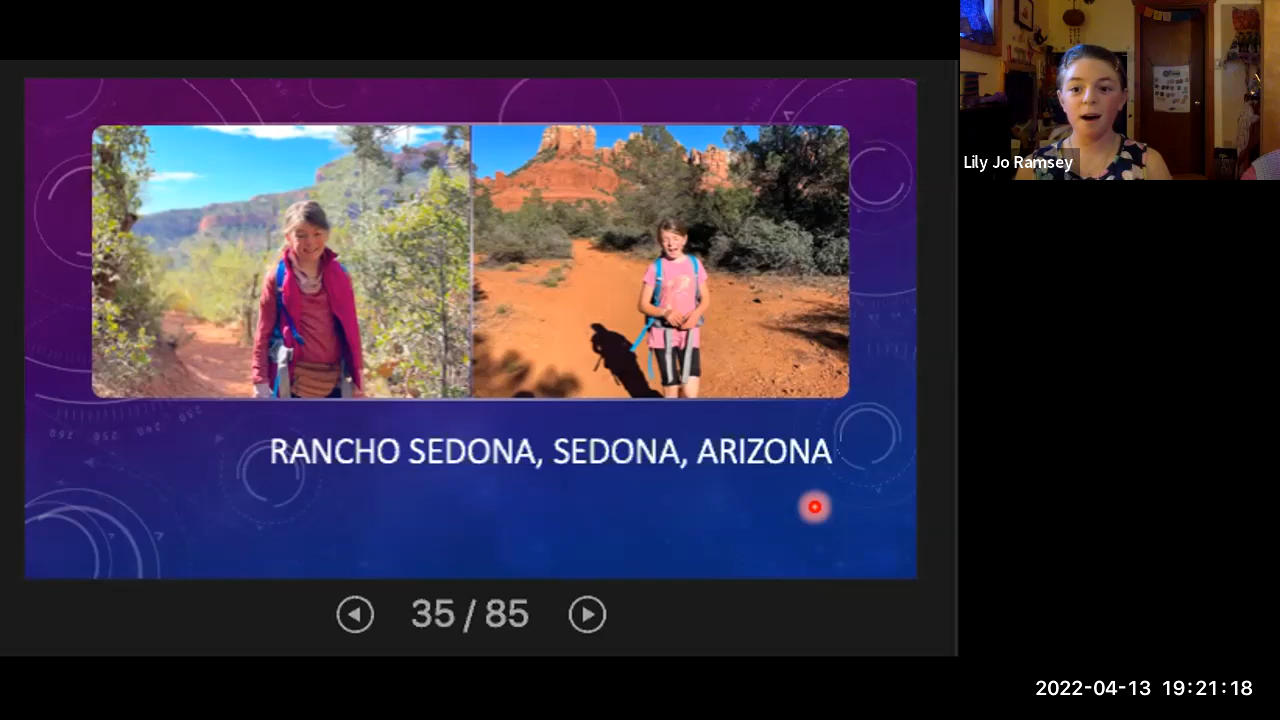 Lily Jo Ramsey
RANCHO SEDONA, SEDONA, ARIZONA
35 / 85
2022-04-13 19:21:18